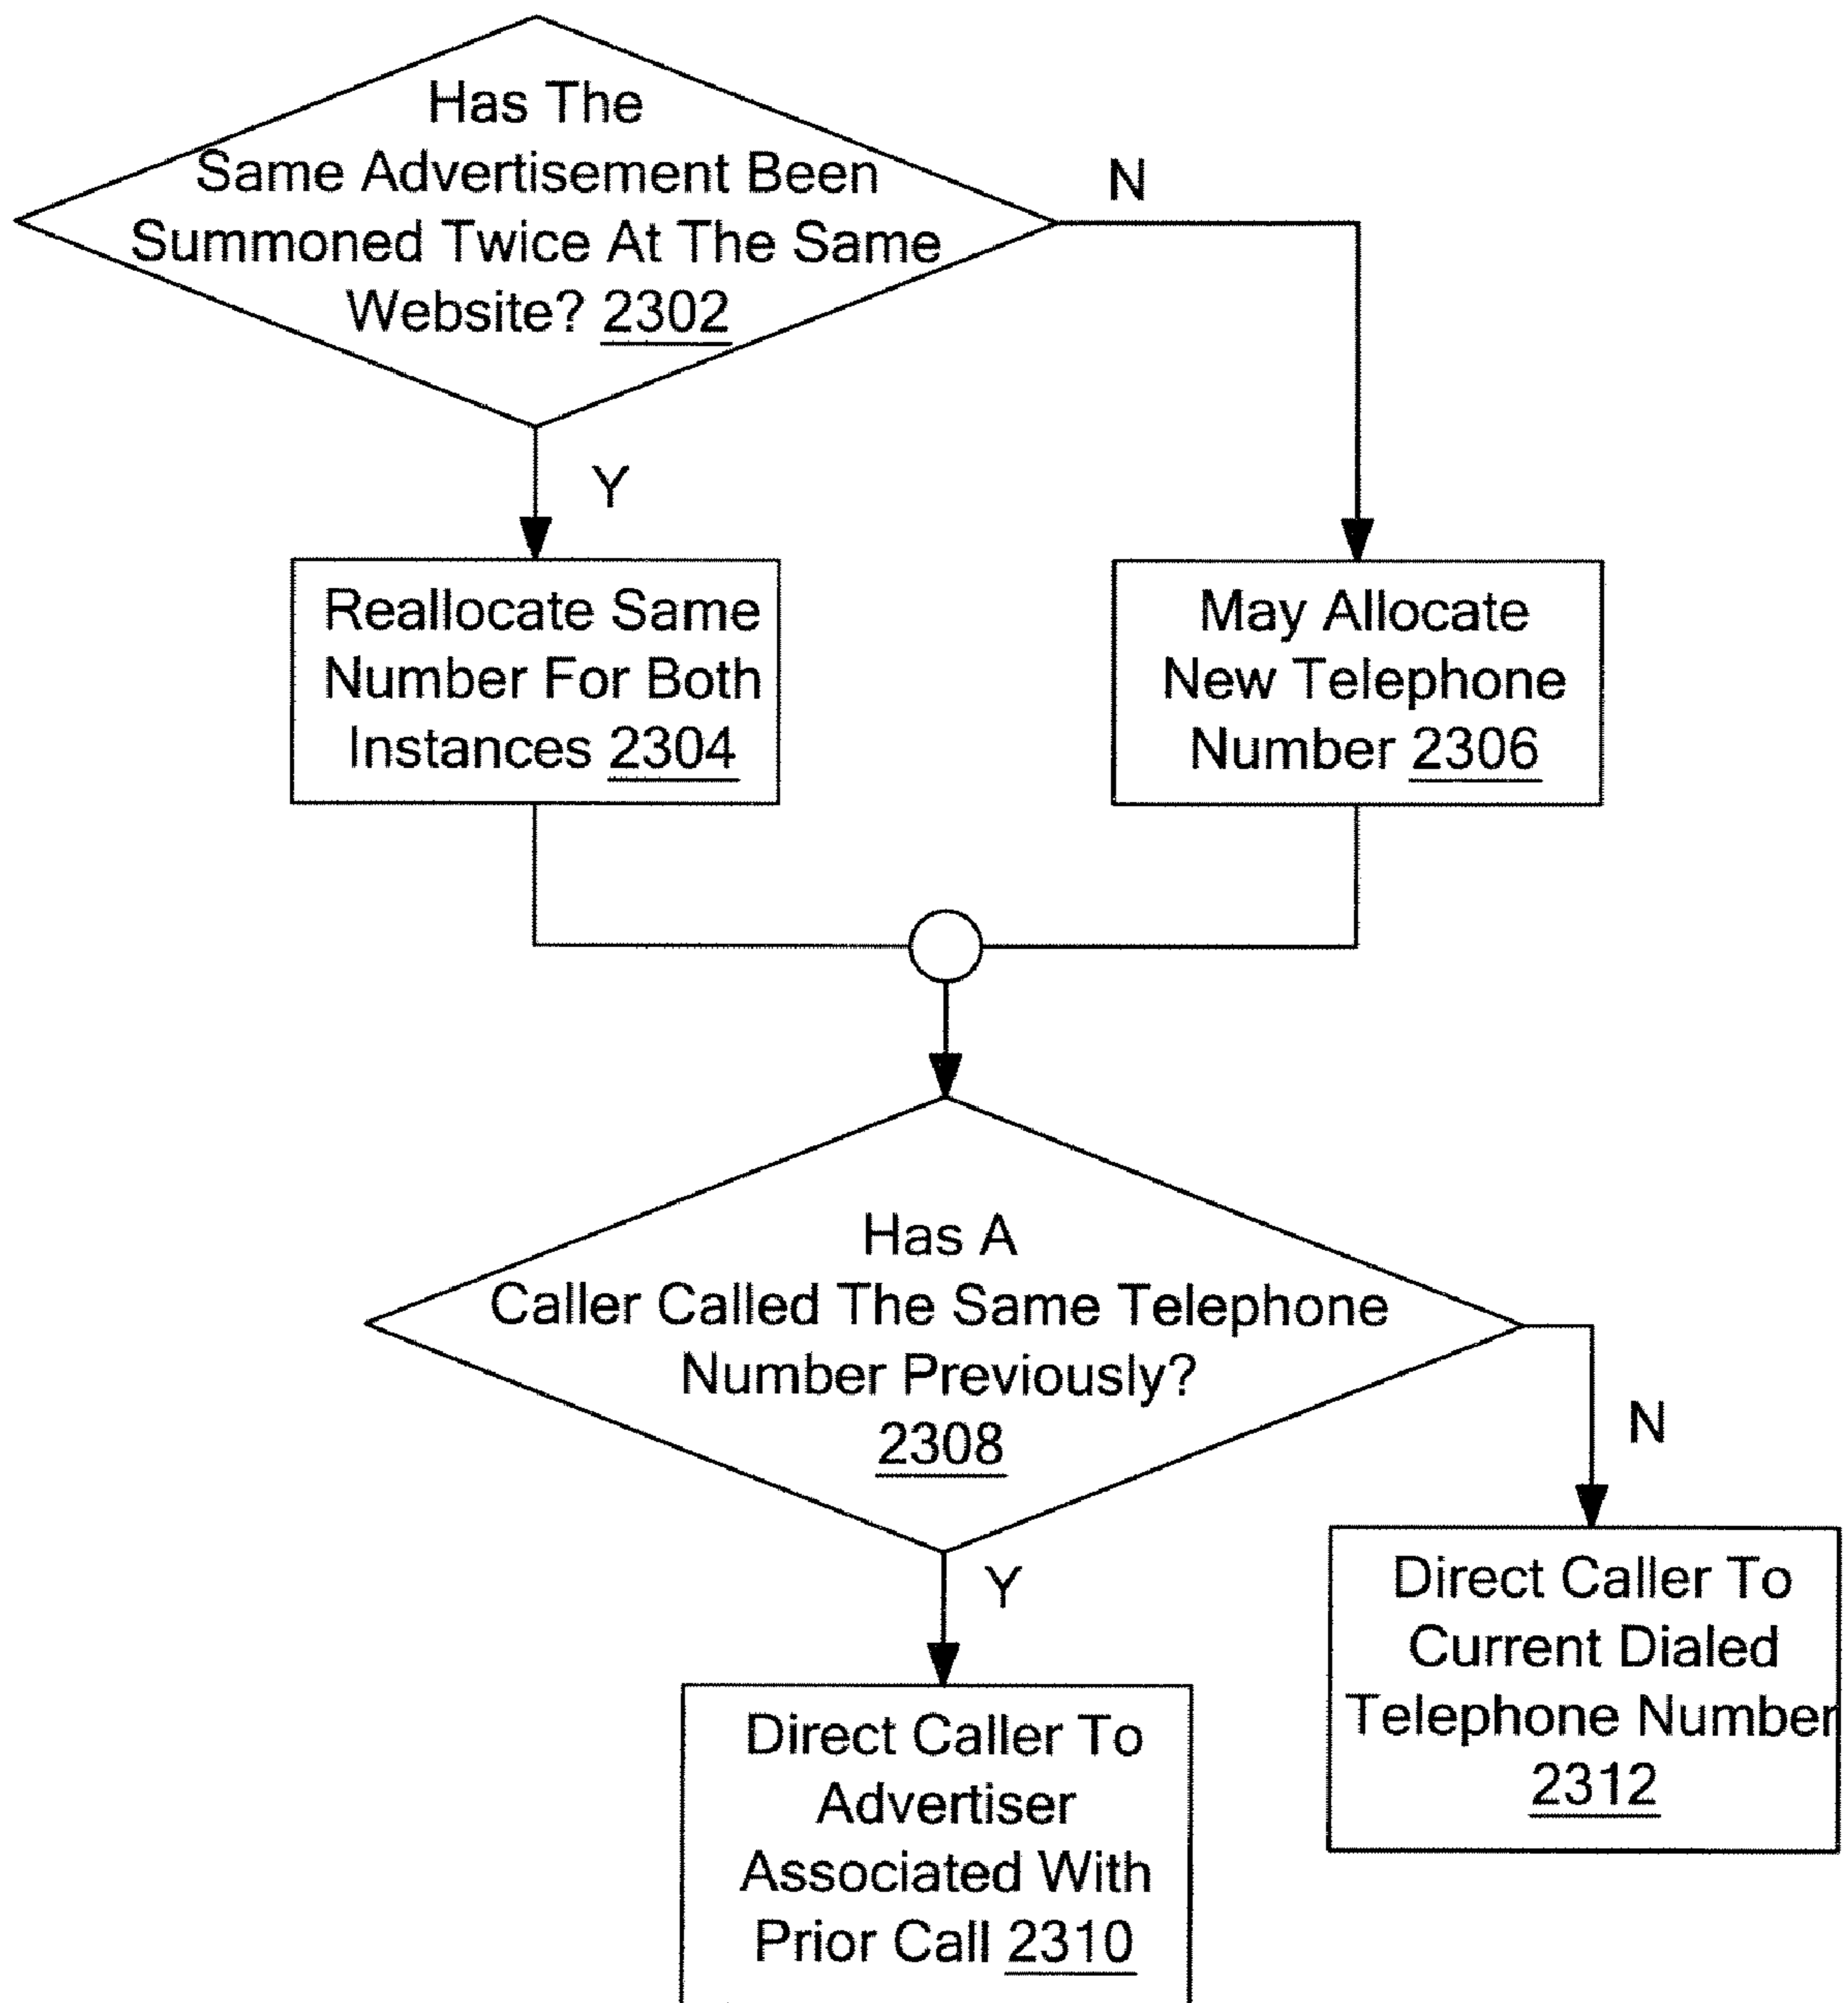 Has The
Same Advertisement Been
Summoned Twice At The Same
Website? 2302
N
Y
Reallocate Same
Number For Both
Instances 2304
May Allocate
New Telephone
Number 2306
Has A
Caller Called The Same Telephone
Number Previously?
2308
N
Y
Direct Caller To
Current Dialed
Telephone Number
2312
Direct Caller To
Advertiser
Associated With
Prior Call 2310